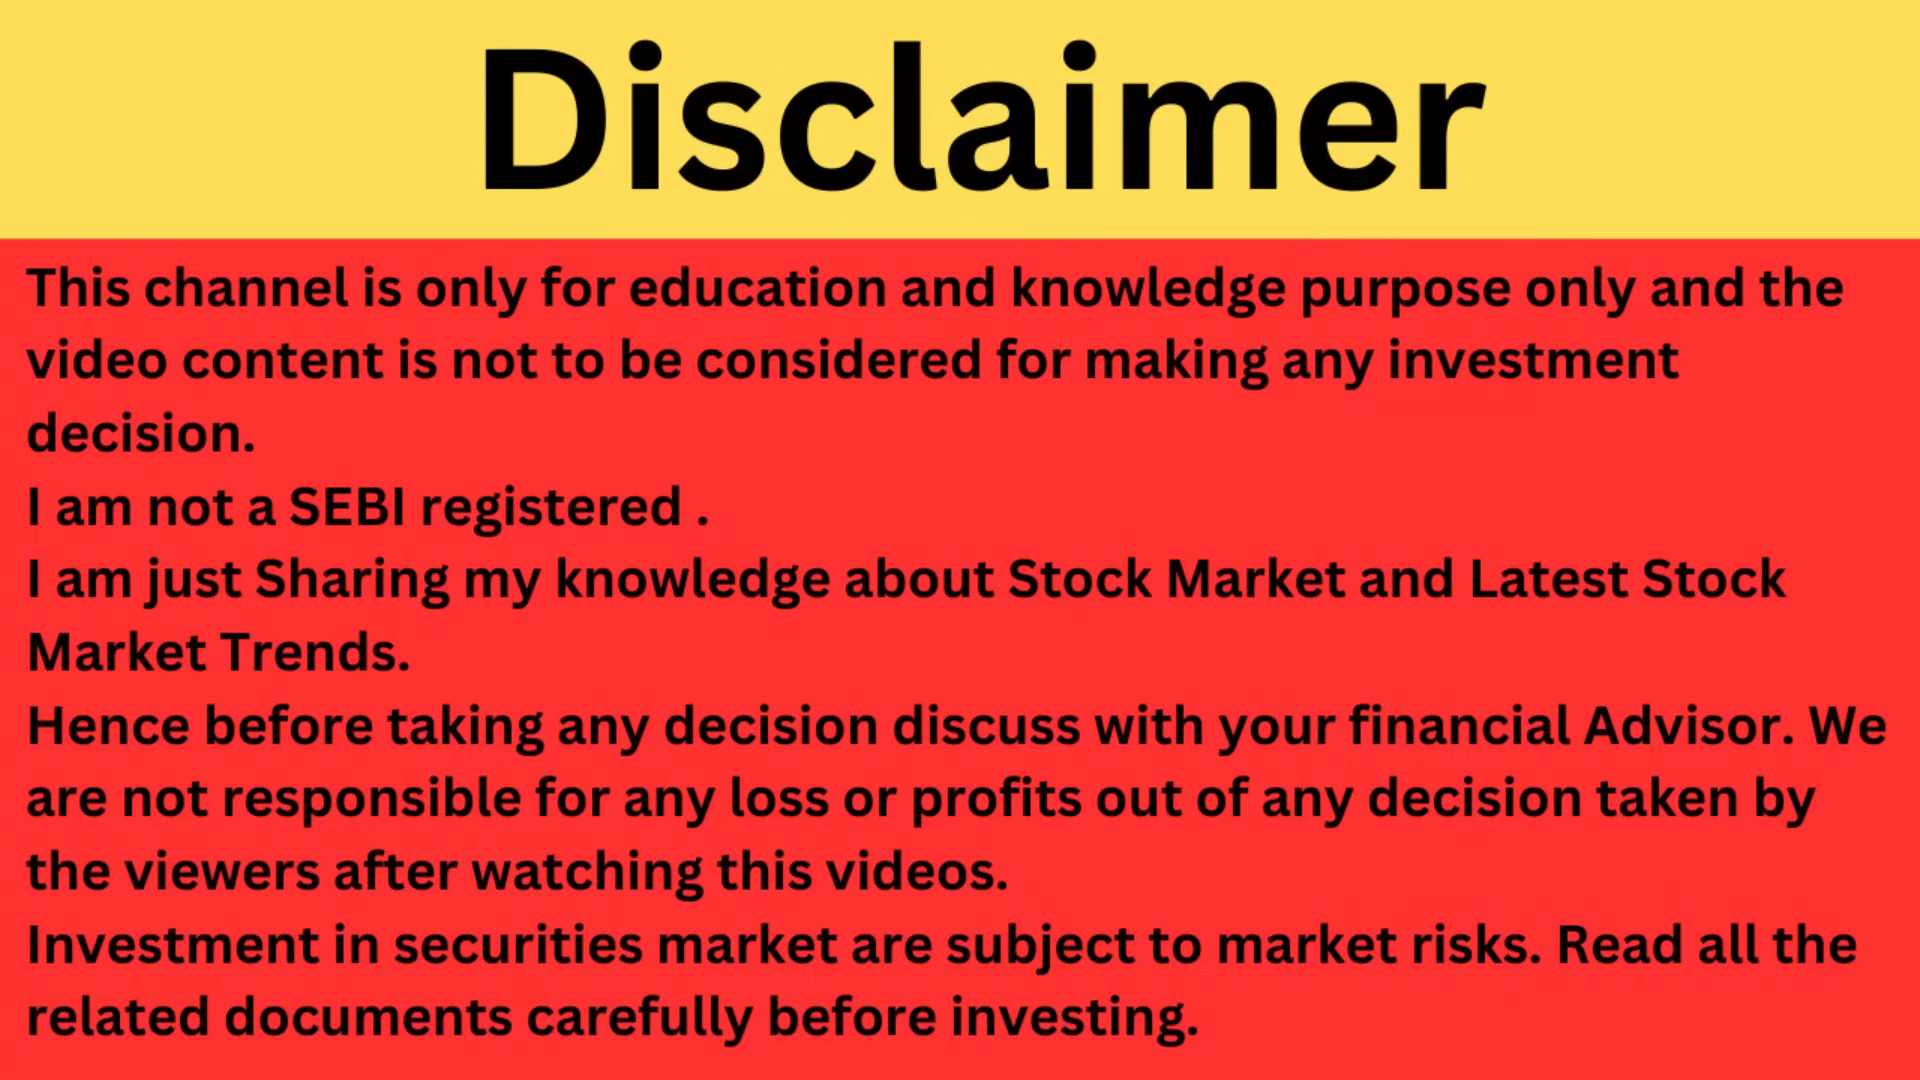 Disclaimer
This channel is only for education and knowledge purpose only and the
video content is not to be considered for making any investment
decision.
I am not a SEBI registered .
I am just Sharing my knowledge about Stock Market and Latest Stock
Market Trends.
Hence before taking any decision discuss with your financial Advisor. We
are not responsible for any loss or profits out of any decision taken by
the viewers after watching this videos.
Investment in securities market are subject to market risks. Read all the
related documents carefully before investing.